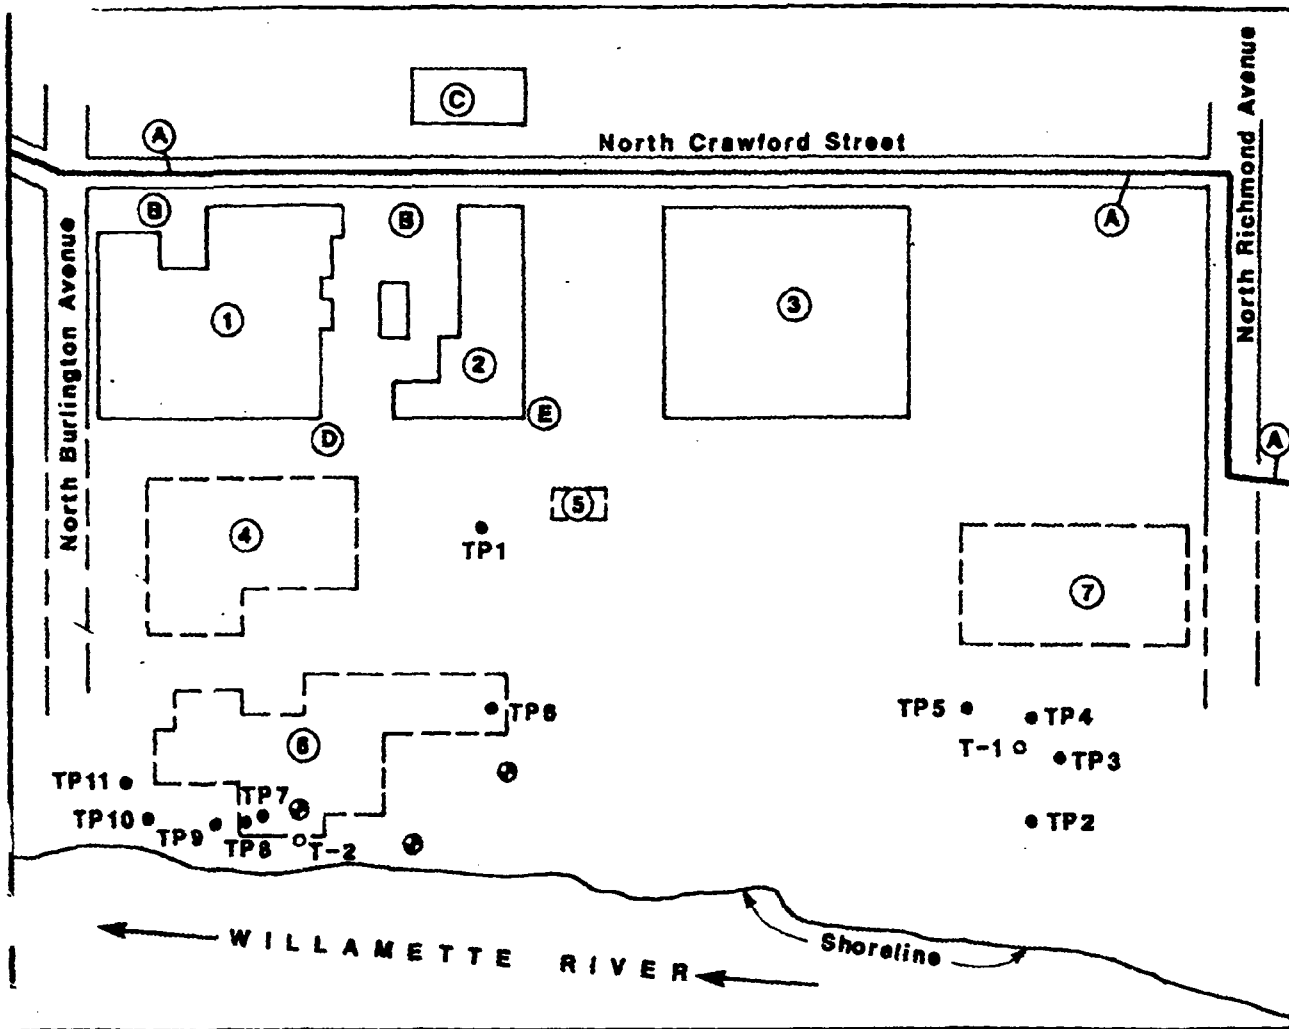 C
North Crawford Street
North Richmond Avenue
A
B
B
A
North Burlington Avenue
1
2
3
D
E
A
4
5
TP1
7
TP6
TP5
TP4
T-1
TP3
6
TP11
TP7
TP10
TP9
TP8
T-2
TP2
WILLAMETTE RIVER
Shoreline